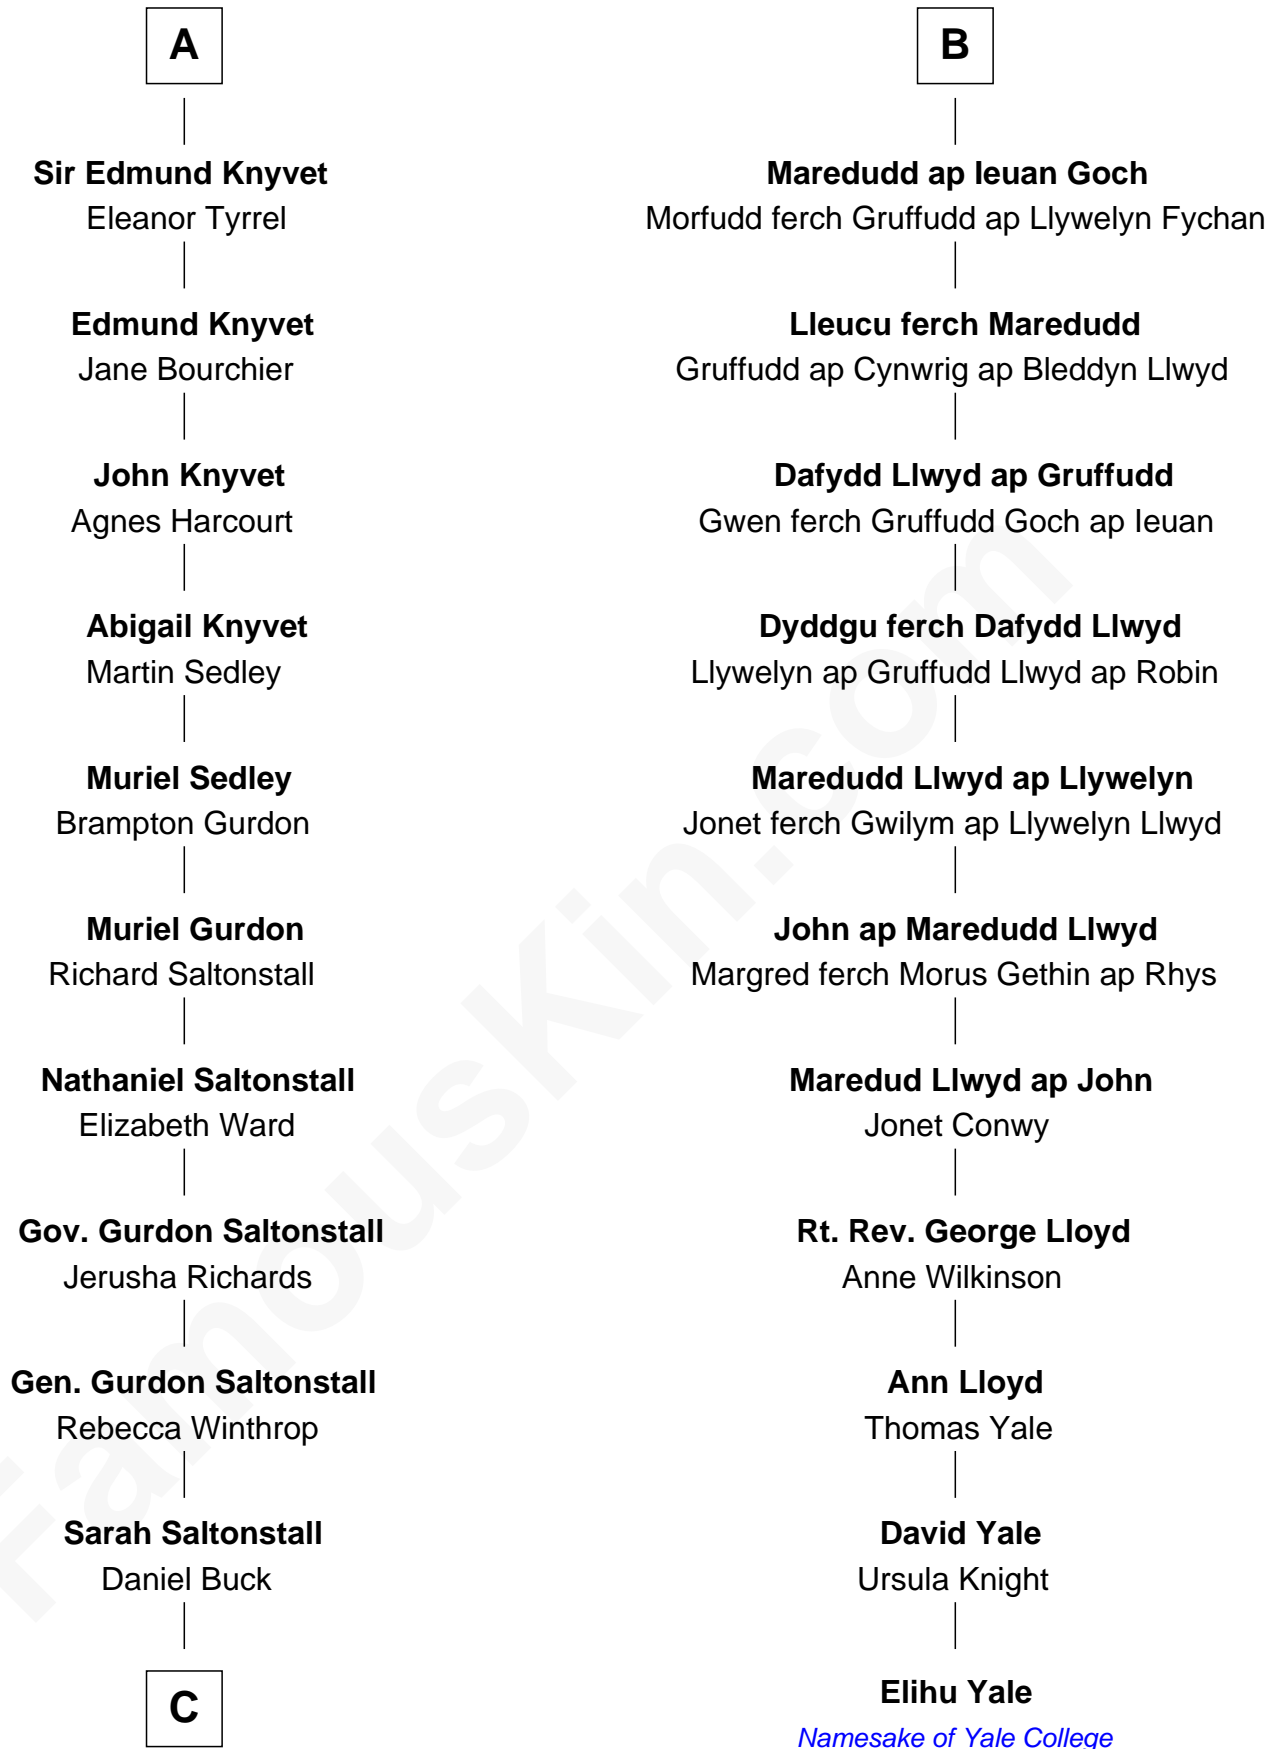 A
Sir Edmund Knyvet
Eleanor Tyrrel
Edmund Knyvet
Jane Bourchier
John Knyvet
Agnes Harcourt
Abigail Knyvet
Martin Sedley
Muriel Sedley
Brampton Gurdon
Muriel Gurdon
Richard Saltonstall
Nathaniel Saltonstall
Elizabeth Ward
Gov. Gurdon Saltonstall
Jerusha Richards
Gen. Gurdon Saltonstall
Rebecca Winthrop
Sarah Saltonstall
Daniel Buck
C
B
Maredudd ap Ieuan Goch
Morfudd ferch Gruffudd ap Llywelyn Fychan
Lleucu ferch Maredudd
Gruffudd ap Cynwrig ap Bleddyn Llwyd
Dafydd Llwyd ap Gruffudd
Gwen ferch Gruffudd Goch ap Ieuan
Dyddgu ferch Dafydd Llwyd
Llywelyn ap Gruffudd Llwyd ap Robin
Maredudd Llwyd ap Llywelyn
Jonet ferch Gwilym ap Llywelyn Llwyd
John ap Maredudd Llwyd
Margred ferch Morus Gethin ap Rhys
Maredud Llwyd ap John
Jonet Conwy
Rt. Rev. George Lloyd
Anne Wilkinson
Ann Lloyd
Thomas Yale
David Yale
Ursula Knight
Elihu Yale
Namesake of Yale College
FamousKin.com